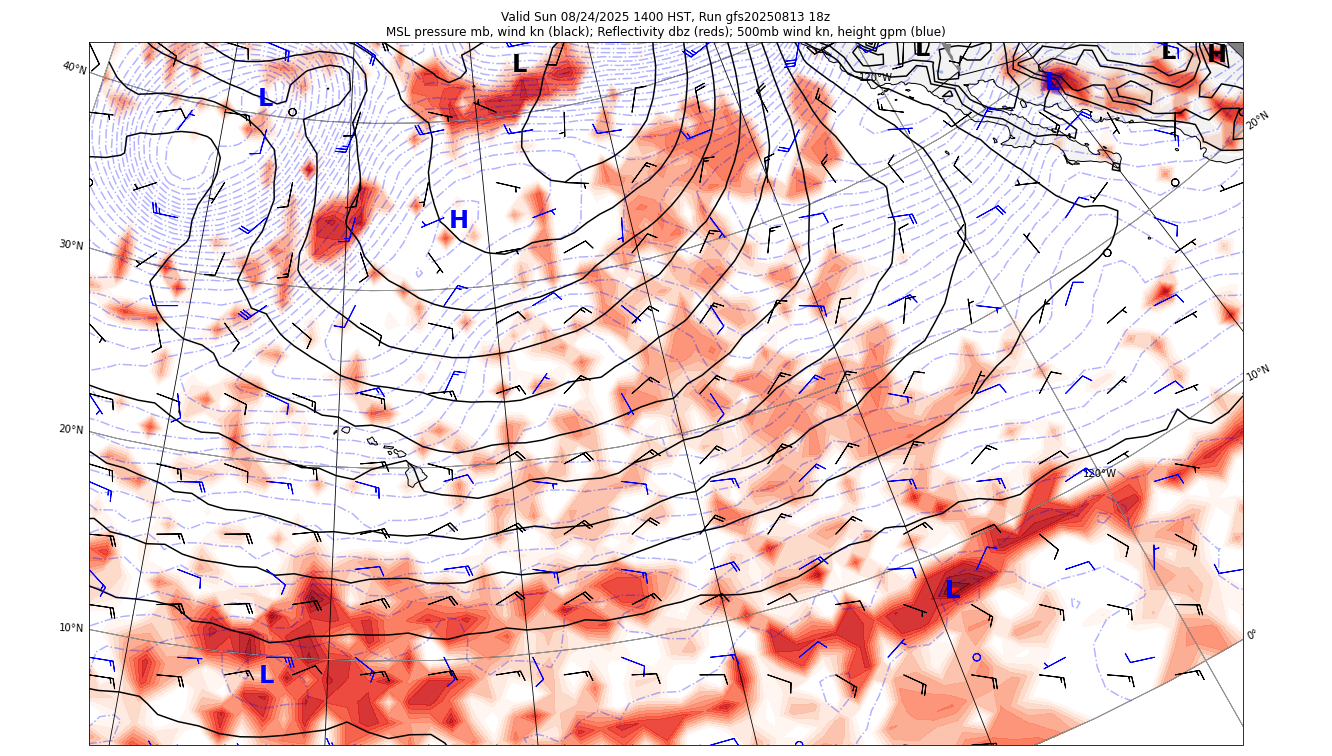 Valid Sun 08/24/2025 1400 HST, Run gfs20250813 18z
MSL pressure mb, wind kn (black); Reflectivity dbz (reds); 500mb wind kn, height gpm (blue)
L
L
H
40°N
L
120°W
L
L
20°N
H
30°N
10°N
20°N
120°W
L
10°N
0°
L